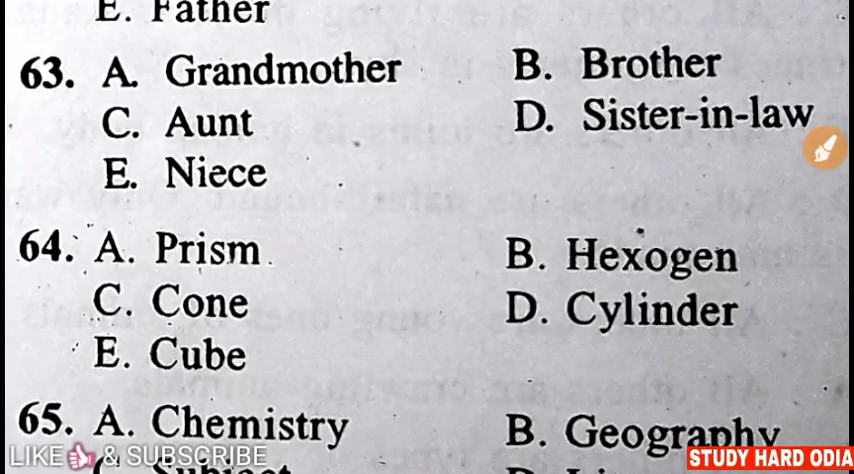 E. Father
63. A. Grandmother B. Brother
C. Aunt D. Sister-in-law
E. Niece
64. A. Prism B. Hexogen
C. Cone D. Cylinder
E. Cube
65. A. Chemistry B. Geography
LIKE & SUBSCRIBE
STUDY HARD ODIA